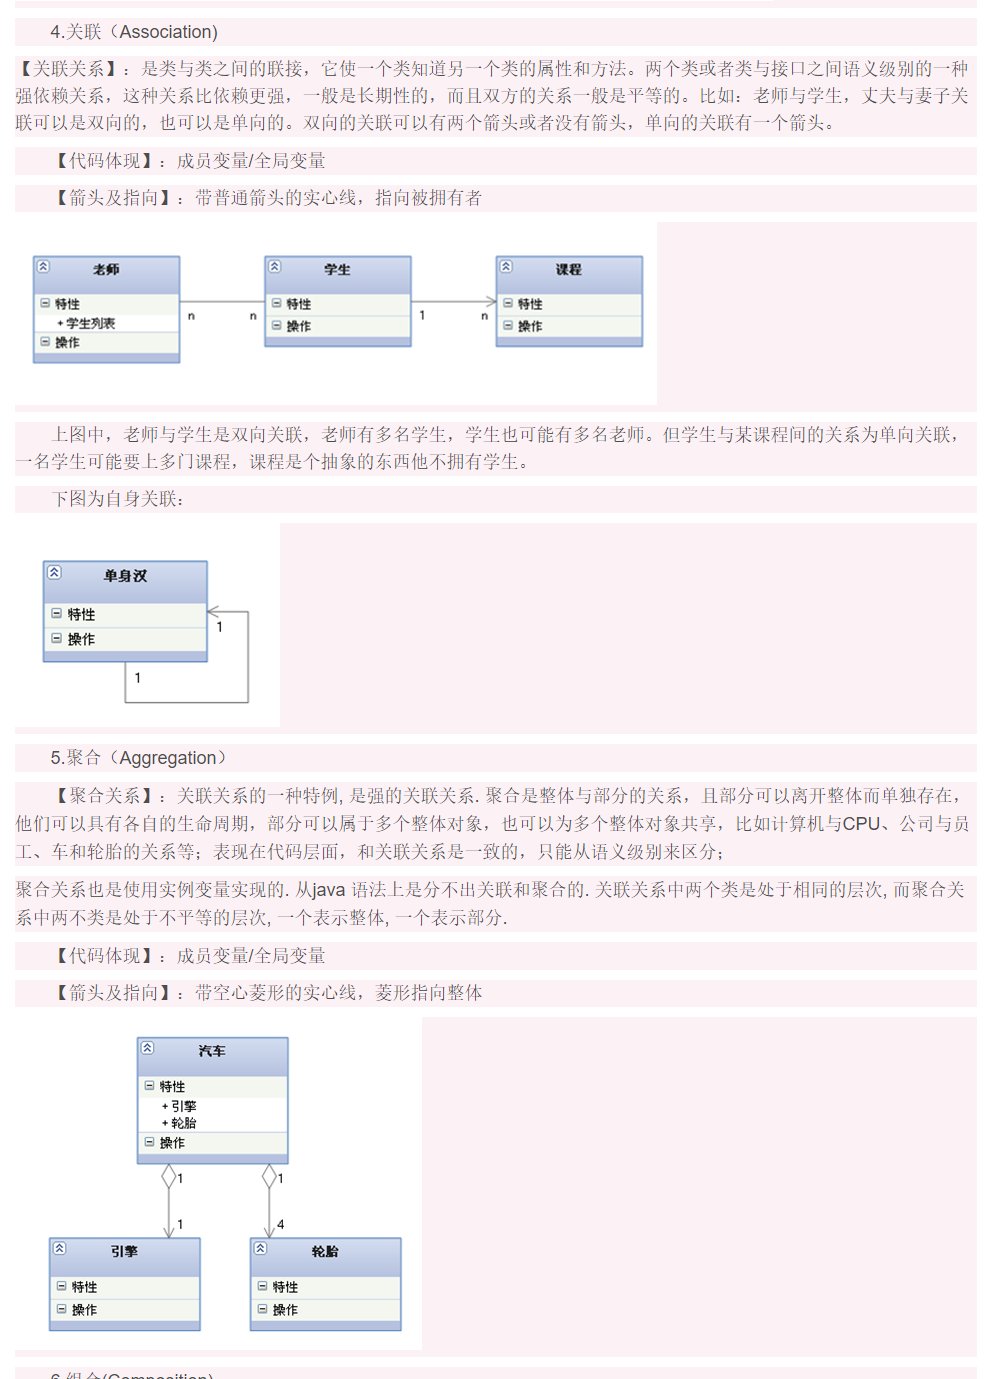 4.关联（Association)
【关联关系】：是类与类之间的联接，它使一个类知道另一个类的属性和方法。两个类或者类与接口之间语义级别的一种
强依赖关系，这种关系比依赖更强，一般是长期性的，而且双方的关系一般是平等的。比如：老师与学生，丈夫与妻子关
联可以是双向的，也可以是单向的。双向的关联可以有两个箭头或者没有箭头，单向的关联有一个箭头。
【代码体现】：成员变量/全局变量
【箭头及指向】：带普通箭头的实心线，指向被拥有者
老师 学生 课程
特性 特性 特性
+ 学生列表 n n 操作 1 n 操作
操作
上图中，老师与学生是双向关联，老师有多名学生，学生也可能有多名老师。但学生与某课程间的关系为单向关联，
一名学生可能要上多门课程，课程是个抽象的东西他不拥有学生。
下图为自身关联：
单身汉
特性
1
操作
1
5.聚合（Aggregation）
【聚合关系】：关联关系的一种特例, 是强的关联关系. 聚合是整体与部分的关系，且部分可以离开整体而单独存在，
他们可以具有各自的生命周期，部分可以属于多个整体对象，也可以为多个整体对象共享，比如计算机与CPU、公司与员
工、车和轮胎的关系等；表现在代码层面，和关联关系是一致的，只能从语义级别来区分；
聚合关系也是使用实例变量实现的. 从java 语法上是分不出关联和聚合的. 关联关系中两个类是处于相同的层次, 而聚合关
系中两不类是处于不平等的层次, 一个表示整体, 一个表示部分.
【代码体现】：成员变量/全局变量
【箭头及指向】：带空心菱形的实心线，菱形指向整体
汽车
特性
+ 引擎
+ 轮胎
操作
1 1
1 4
引擎 轮胎
特性 特性
操作 操作
6.组合(Composition)